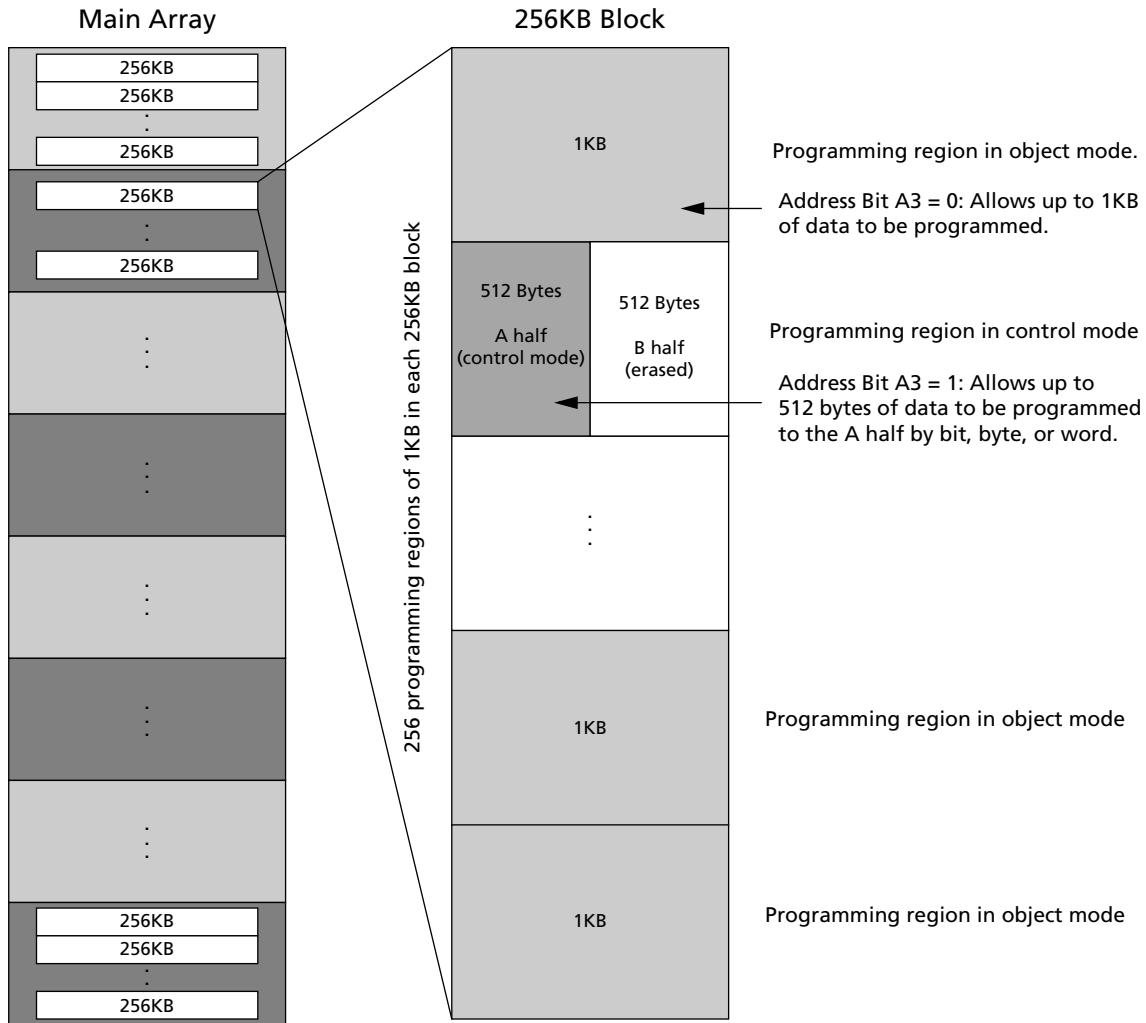 Main Array
256KB
256KB
256KB
256KB
256KB
256KB
256KB
256KB
256KB Block
256 programming regions of 1KB in each 256KB block
1KB
Programming region in object mode.
Address Bit A3 = 0: Allows up to 1KB
of data to be programmed.
512 Bytes
A half
(control mode)
512 Bytes
B half
(erased)
Programming region in control mode
Address Bit A3 = 1: Allows up to
512 bytes of data to be programmed
to the A half by bit, byte, or word.
1KB
Programming region in object mode
1KB
Programming region in object mode